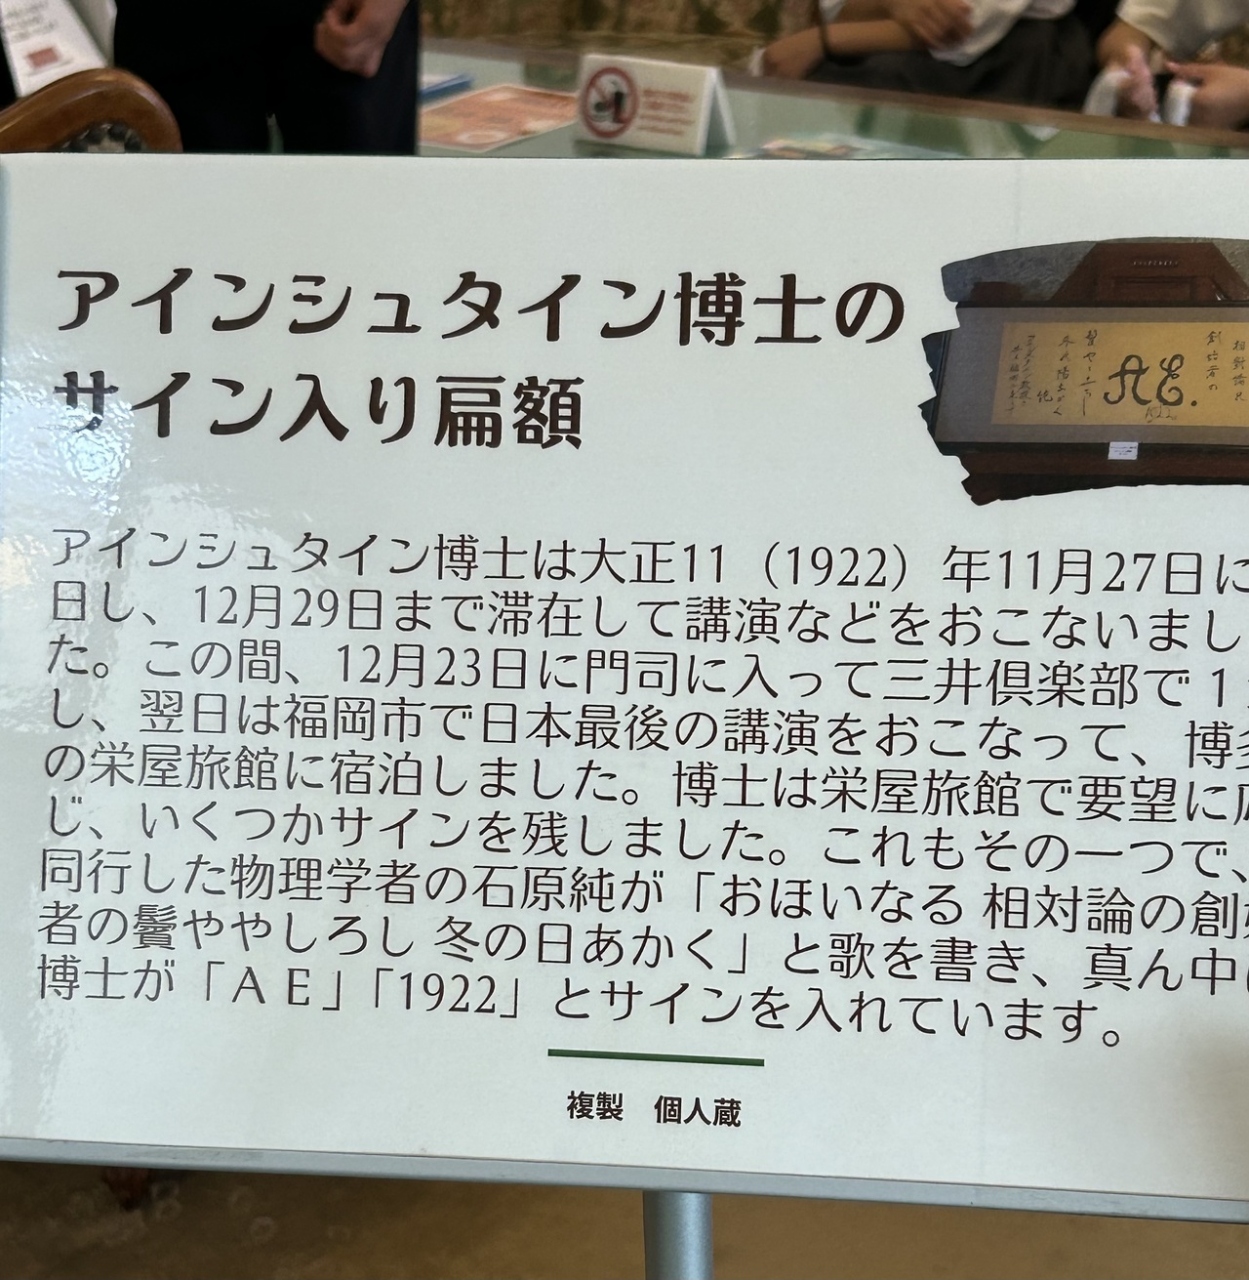 アインシュタイン博士の
サイン入り扁額
アインシュタイン博士は大正11（1922）年11月27日に
日し、12月29日まで滞在して講演などをおこないまし
た。この間、12月23日に門司に入って三井倶楽部で１
し、翌日は福岡市で日本最後の講演をおこなって、博
の栄屋旅館に宿泊しました。博士は栄屋旅館で要望に
じ、いくつかサインを残しました。これもその一つで、
同行した物理学者の石原純が「おほいなる 相対論の創
者の鬢ややしろし 冬の日あかく」と歌を書き、真ん中
博士が「ＡＥ」「1922」とサインを入れています。
複製　個人蔵
AE.
1922